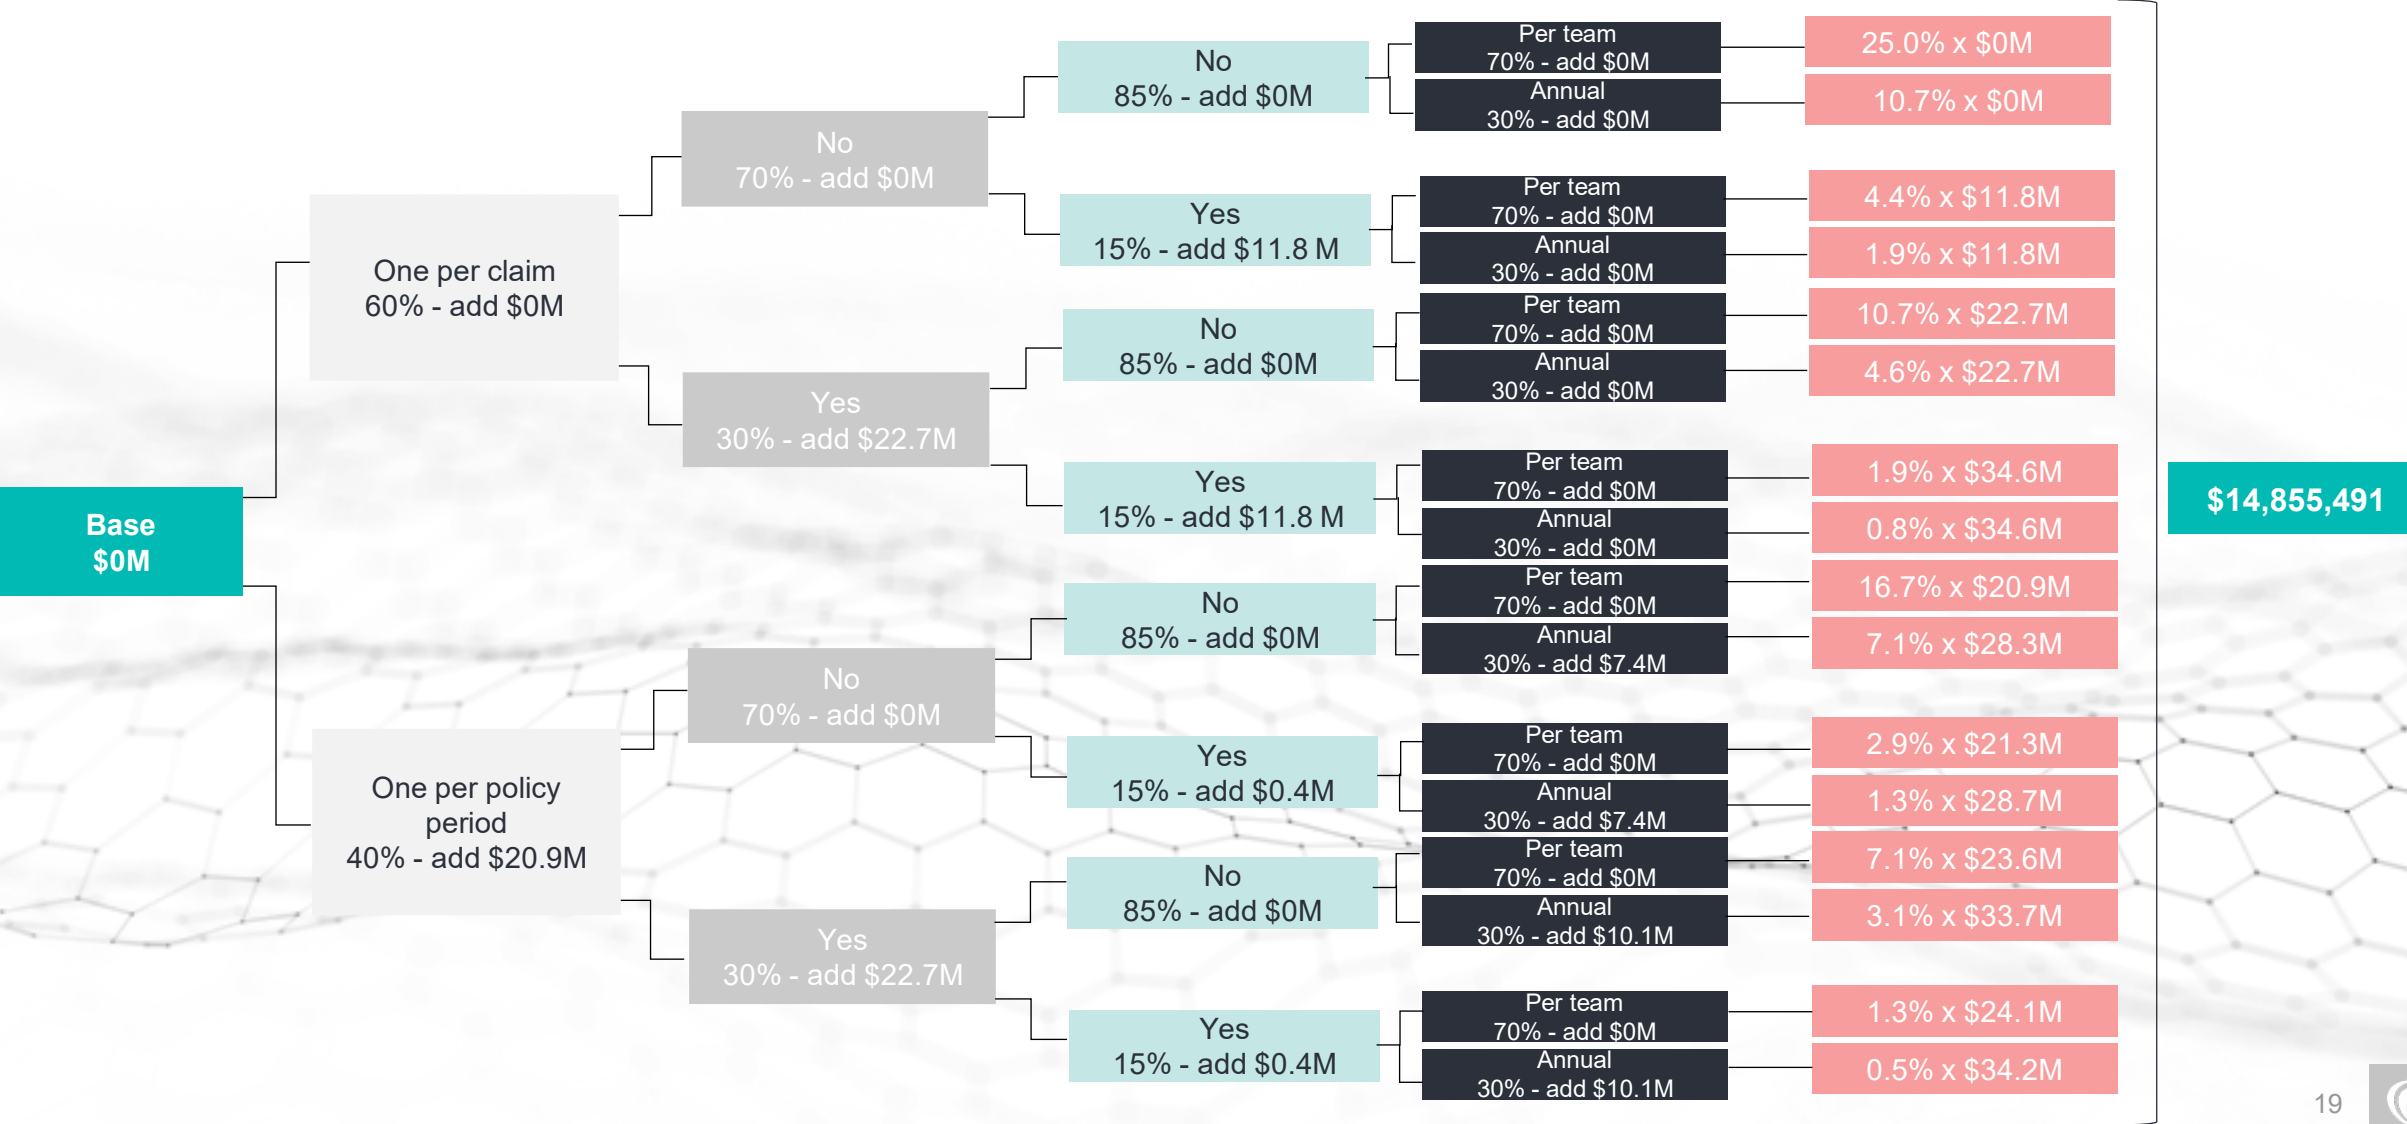 Base
$0M
One per claim
60% - add $0M
One per policy
period
40% - add $20.9M
No
70% - add $0M
Yes
30% - add $22.7M
No
70% - add $0M
Yes
30% - add $22.7M
No
85% - add $0M
Yes
15% - add $11.8 M
No
85% - add $0M
Yes
15% - add $11.8 M
No
85% - add $0M
Yes
15% - add $0.4M
No
85% - add $0M
Yes
15% - add $0.4M
Per team
70% - add $0M
Annual
30% - add $0M
Per team
70% - add $0M
Annual
30% - add $0M
Per team
70% - add $0M
Annual
30% - add $0M
Per team
70% - add $0M
Annual
30% - add $0M
Per team
70% - add $0M
Annual
30% - add $7.4M
Per team
70% - add $0M
Annual
30% - add $7.4M
Per team
70% - add $0M
Annual
30% - add $10.1M
Per team
70% - add $0M
Annual
30% - add $10.1M
25.0% x $0M
10.7% x $0M
4.4% x $11.8M
1.9% x $11.8M
10.7% x $22.7M
4.6% x $22.7M
1.9% x $34.6M
0.8% x $34.6M
16.7% x $20.9M
7.1% x $28.3M
2.9% x $21.3M
1.3% x $28.7M
7.1% x $23.6M
3.1% x $33.7M
1.3% x $24.1M
0.5% x $34.2M
$14,855,491
19